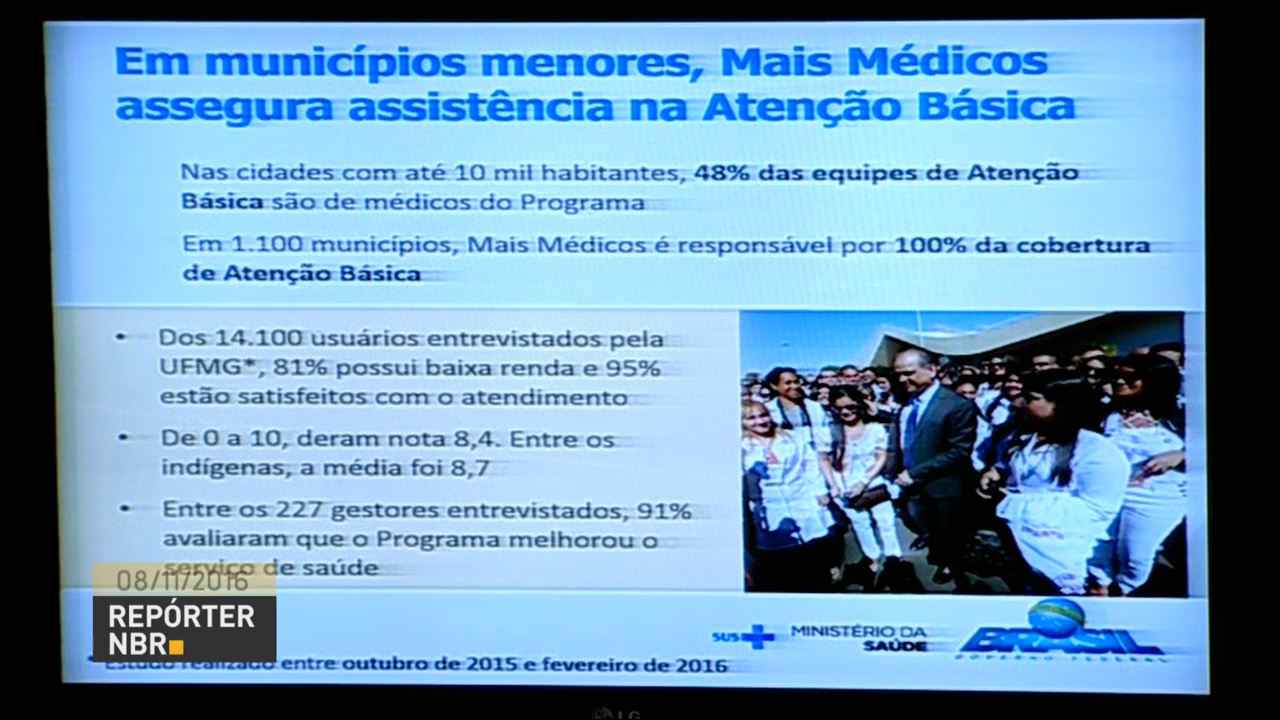 Em municípios menores, Mais Médicos
assegura assistência na Atenção Básica
Nas cidades com até 10 mil habitantes, 48% das equipes de Atenção
Básica são de médicos do Programa
Em 1.100 municípios, Mais Médicos é responsável por 100% da cobertura
de Atenção Básica
• Dos 14.100 usuários entrevistados pela
UFMG*, 81% possui baixa renda e 95%
estão satisfeitos com o atendimento
• De 0 a 10, deram nota 8,4. Entre os
indígenas, a média foi 8,7
• Entre os 227 gestores entrevistados, 91%
avaliaram que o Programa melhorou o
serviço de saúde
08/11/2016
REPÓRTER
NBR
SUS
MINISTÉRIO DA
SAÚDE
BRASIL
GOVERNO FEDERAL
* Estudo realizado entre outubro de 2015 e fevereiro de 2016
LG